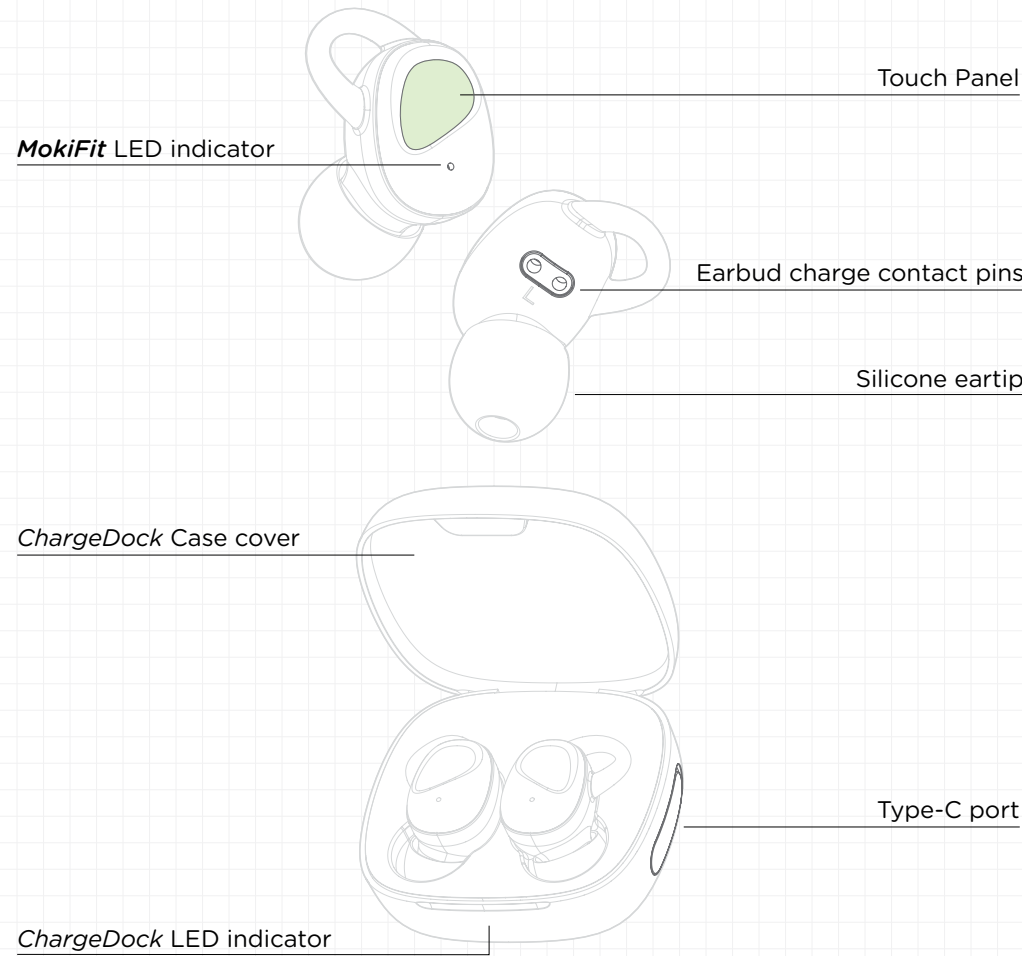 Touch Panel
MokiFit LED indicator
Earbud charge contact pins
L
Silicone eartip
ChargeDock Case cover
Type-C port
ChargeDock LED indicator